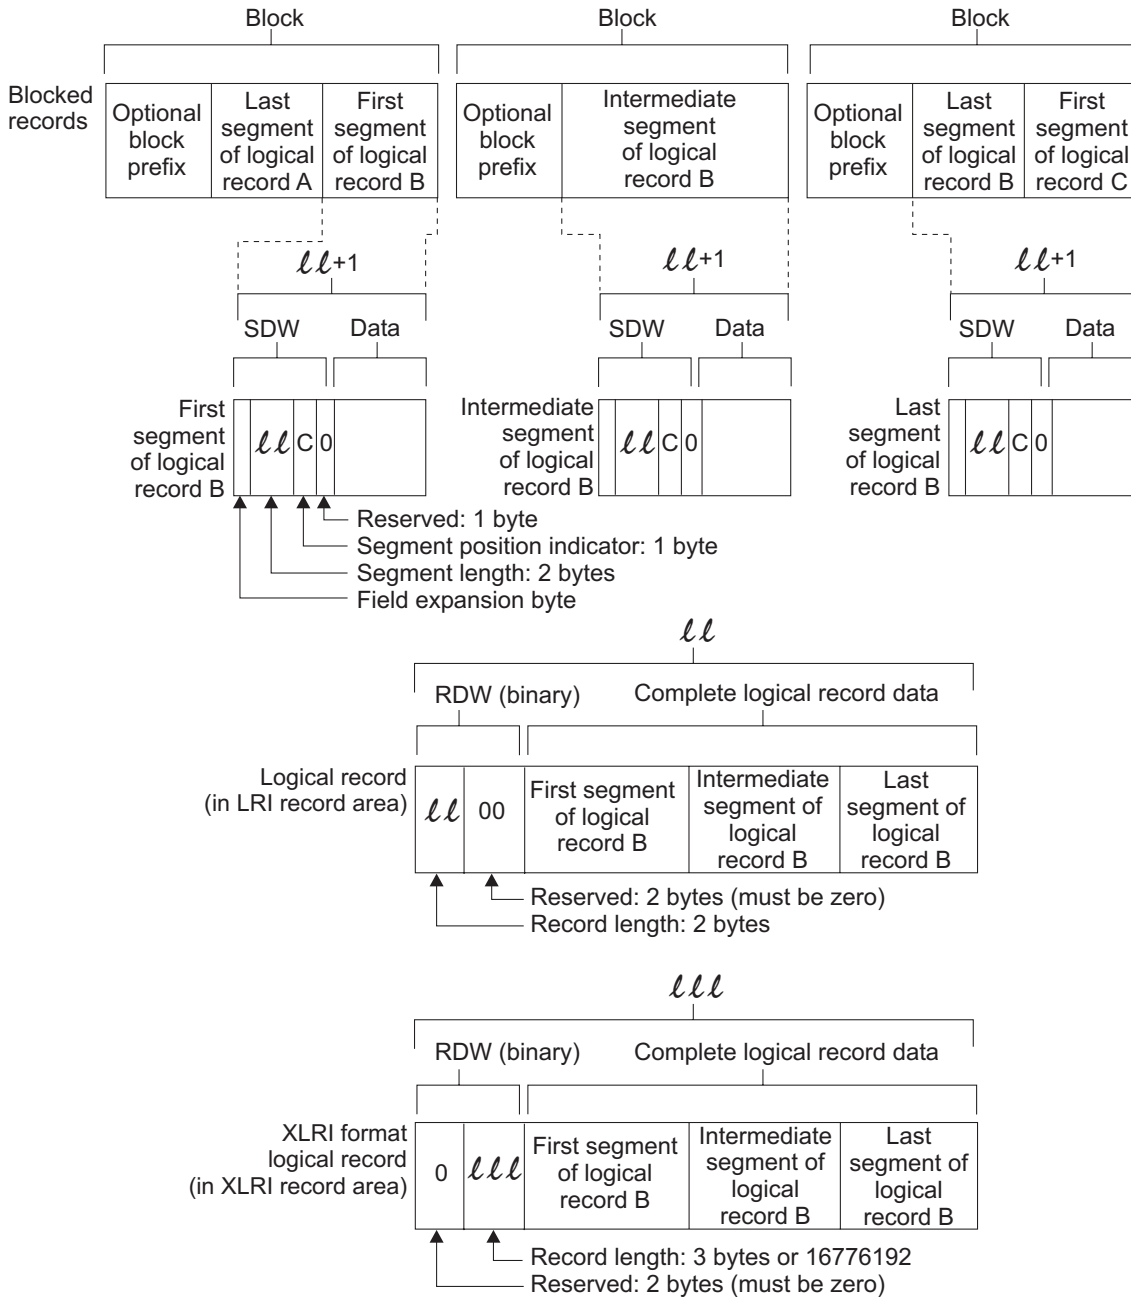 Block
Block
Block
Blocked
records
Optional
block
prefix
Last
segment
of logical
record A
First
segment
of logical
record B
Optional
block
prefix
Intermediate
segment
of logical
record B
Optional
block
prefix
Last
segment
of logical
record B
First
segment
of logical
record C
ℓℓ+1
ℓℓ+1
ℓℓ+1
SDW
Data
SDW
Data
SDW
Data
First
segment
of logical
record B
ℓℓ
C
0
Intermediate
segment
of logical
record B
ℓℓ
C
0
Last
segment
of logical
record B
ℓℓ
C
0
Reserved: 1 byte
Segment position indicator: 1 byte
Segment length: 2 bytes
Field expansion byte
ℓℓ
RDW (binary)
Complete logical record data
Logical record
(in LRI record area)
ℓℓ
00
First segment
of logical
record B
Intermediate
segment of
logical
record B
Last
segment of
logical
record B
Reserved: 2 bytes (must be zero)
Record length: 2 bytes
ℓℓℓ
RDW (binary)
Complete logical record data
XLRI format
logical record
(in XLRI record area)
0
ℓℓℓ
First segment
of logical
record B
Intermediate
segment of
logical
record B
Last
segment of
logical
record B
Record length: 3 bytes or 16776192
Reserved: 2 bytes (must be zero)